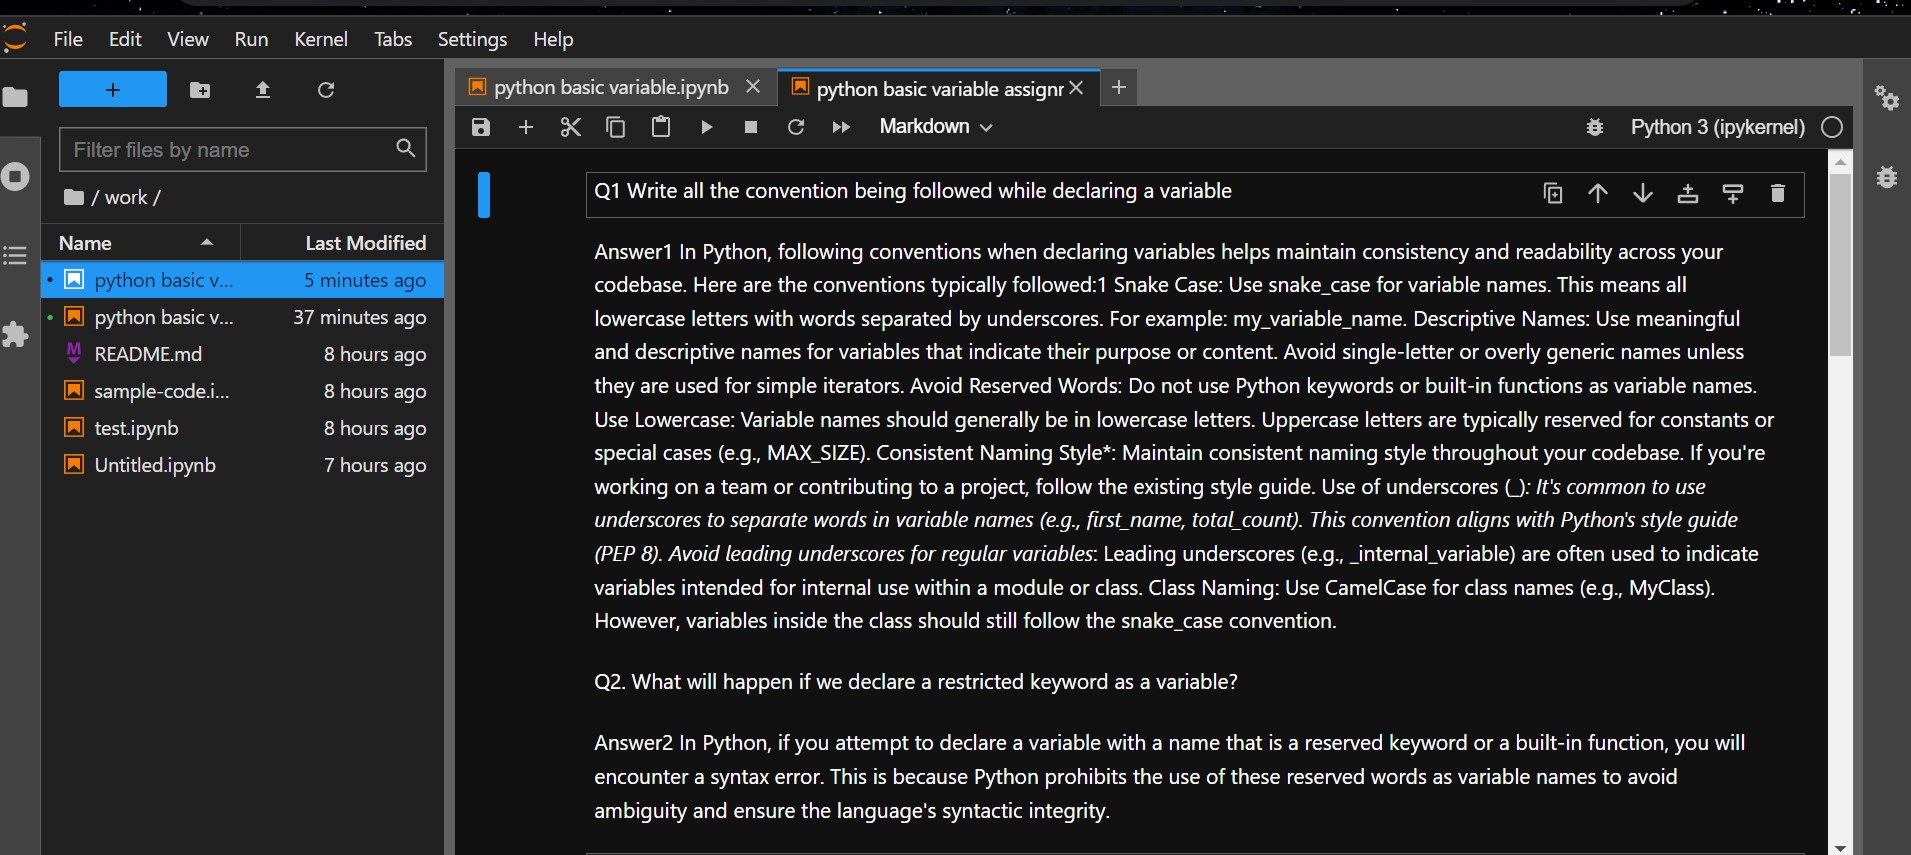 File Edit View Run Kernel Tabs Settings Help
python basic variable.ipynb
python basic variable assignr
Filter files by name
Markdown
Python 3 (ipykernel)
/ work /
Name Last Modified
python basic v... 5 minutes ago
python basic v... 37 minutes ago
README.md 8 hours ago
sample-code.i... 8 hours ago
test.ipynb 8 hours ago
Untitled.ipynb 7 hours ago
Q1 Write all the convention being followed while declaring a variable
Answer1 In Python, following conventions when declaring variables helps maintain consistency and readability across your
codebase. Here are the conventions typically followed:1 Snake Case: Use snake_case for variable names. This means all
lowercase letters with words separated by underscores. For example: my_variable_name. Descriptive Names: Use meaningful
and descriptive names for variables that indicate their purpose or content. Avoid single-letter or overly generic names unless
they are used for simple iterators. Avoid Reserved Words: Do not use Python keywords or built-in functions as variable names.
Use Lowercase: Variable names should generally be in lowercase letters. Uppercase letters are typically reserved for constants or
special cases (e.g., MAX_SIZE). Consistent Naming Style*: Maintain consistent naming style throughout your codebase. If you're
working on a team or contributing to a project, follow the existing style guide. Use of underscores (_): It's common to use
underscores to separate words in variable names (e.g., first_name, total_count). This convention aligns with Python's style guide
(PEP 8). Avoid leading underscores for regular variables: Leading underscores (e.g., _internal_variable) are often used to indicate
variables intended for internal use within a module or class. Class Naming: Use CamelCase for class names (e.g., MyClass).
However, variables inside the class should still follow the snake_case convention.
Q2. What will happen if we declare a restricted keyword as a variable?
Answer2 In Python, if you attempt to declare a variable with a name that is a reserved keyword or a built-in function, you will
encounter a syntax error. This is because Python prohibits the use of these reserved words as variable names to avoid
ambiguity and ensure the language's syntactic integrity.